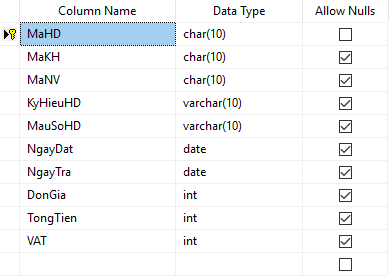 Column Name Data Type Allow Nulls
MaHD char(10)
MaKH char(10)
MaNV char(10)
KyHieuHD varchar(10)
MauSoHD varchar(10)
NgayDat date
NgayTra date
DonGia int
TongTien int
VAT int